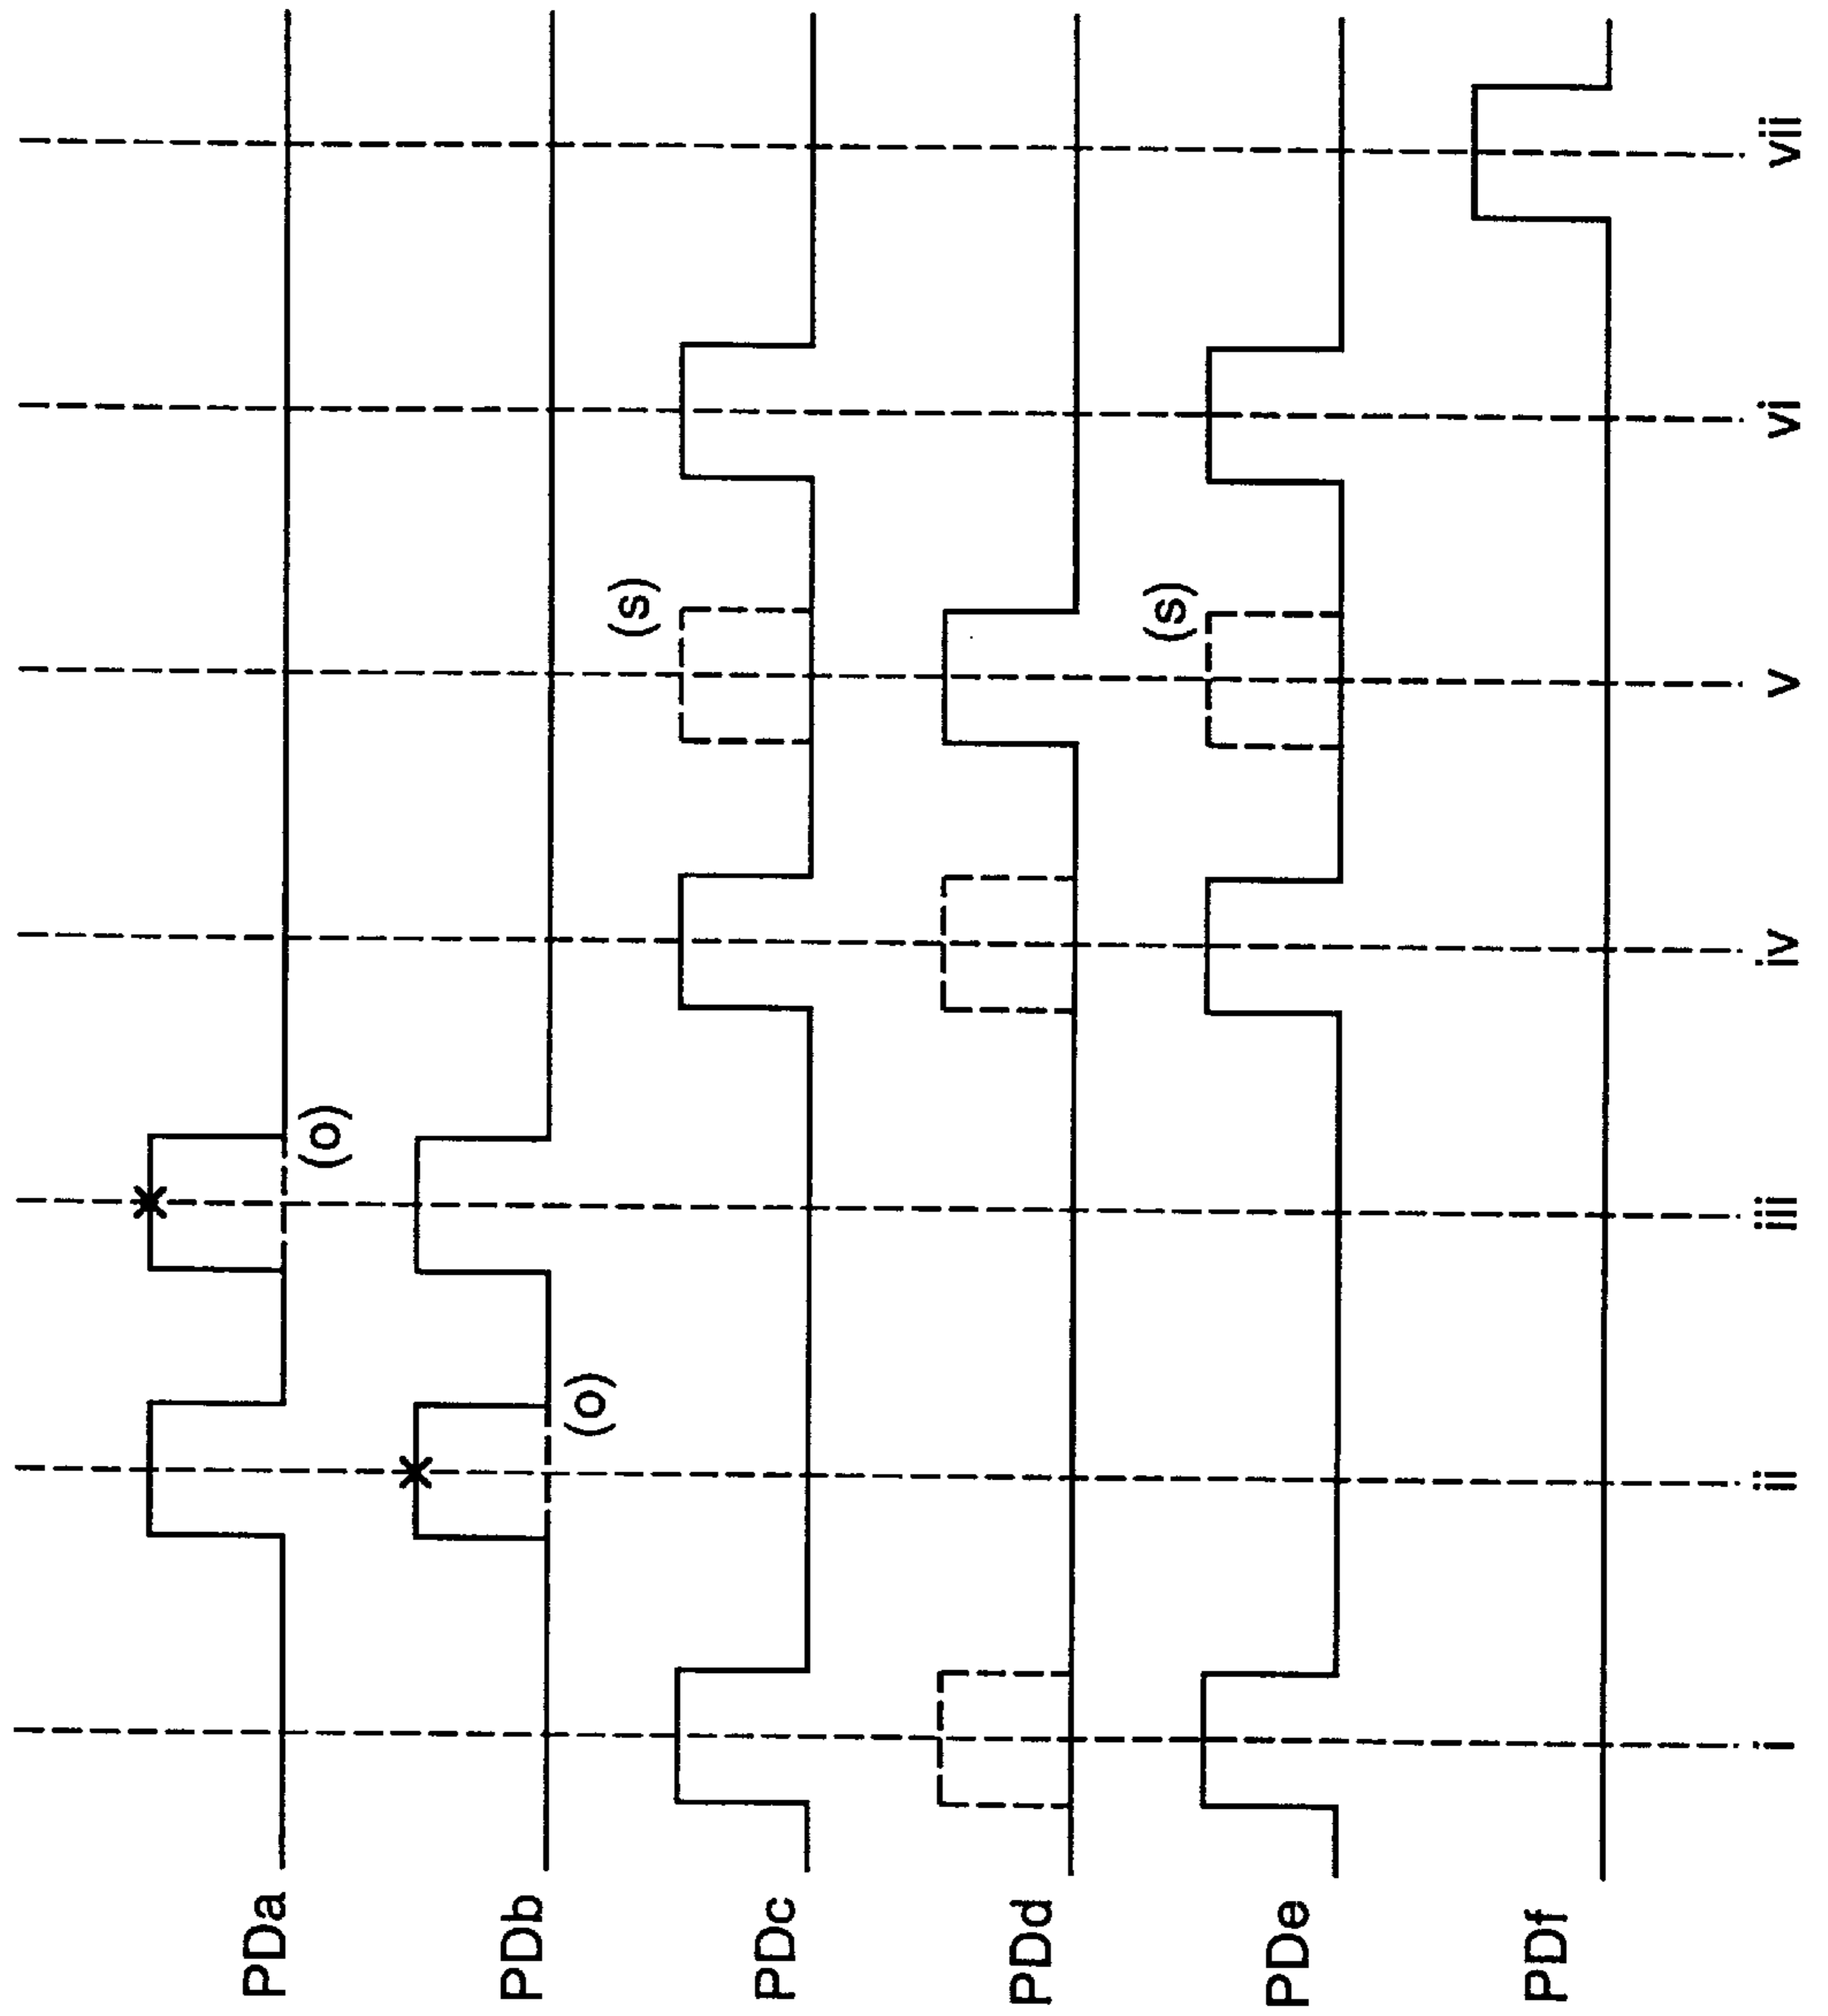 PDa
(o)
PDb
(o)
PDc
(s)
PDd
PDe
(s)
PDf
i ii iii iv v vi vii